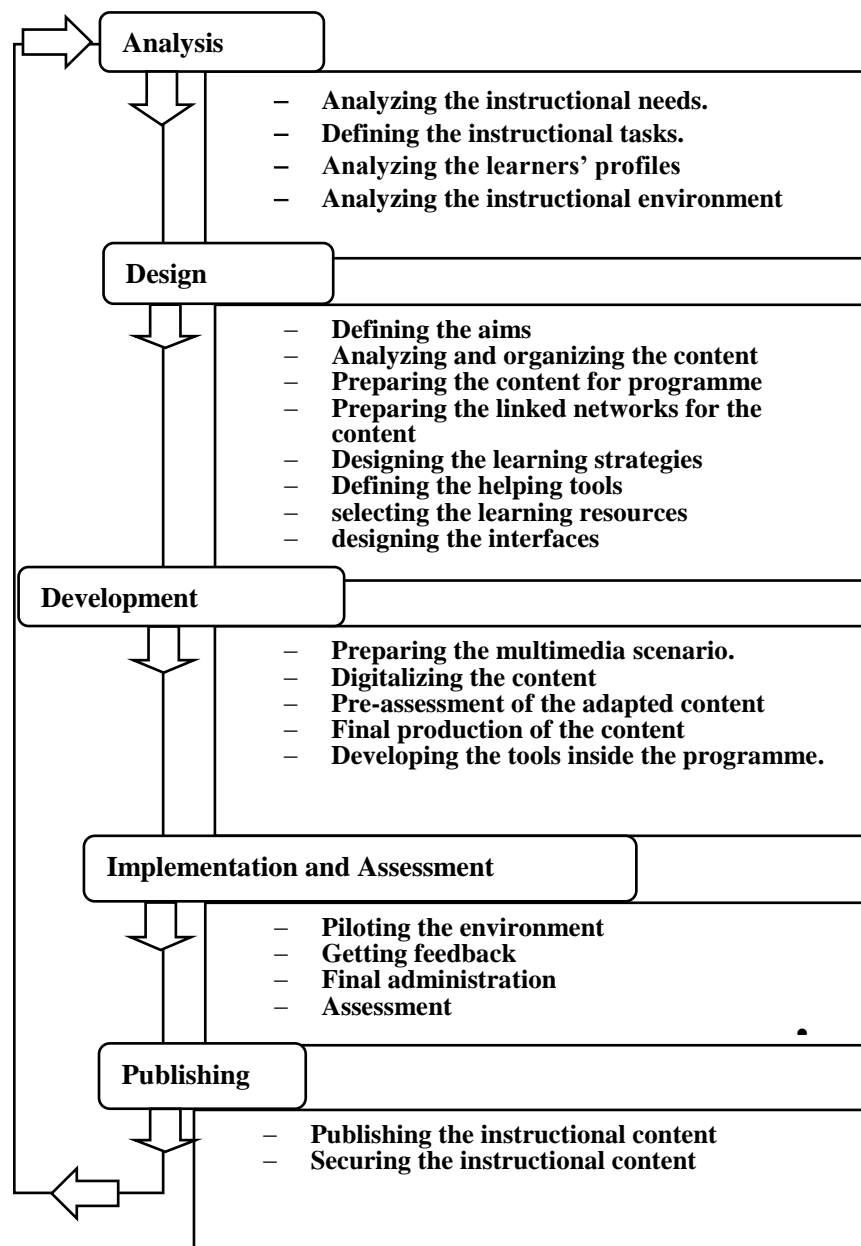 Analysis
– Analyzing the instructional needs.
– Defining the instructional tasks.
– Analyzing the learners’ profiles
– Analyzing the instructional environment
Design
– Defining the aims
– Analyzing and organizing the content
– Preparing the content for programme
– Preparing the linked networks for the
content
– Designing the learning strategies
– Defining the helping tools
– selecting the learning resources
– designing the interfaces
Development
– Preparing the multimedia scenario.
– Digitalizing the content
– Pre-assessment of the adapted content
– Final production of the content
– Developing the tools inside the programme.
Implementation and Assessment
– Piloting the environment
– Getting feedback
– Final administration
– Assessment
Publishing
– Publishing the instructional content
– Securing the instructional content